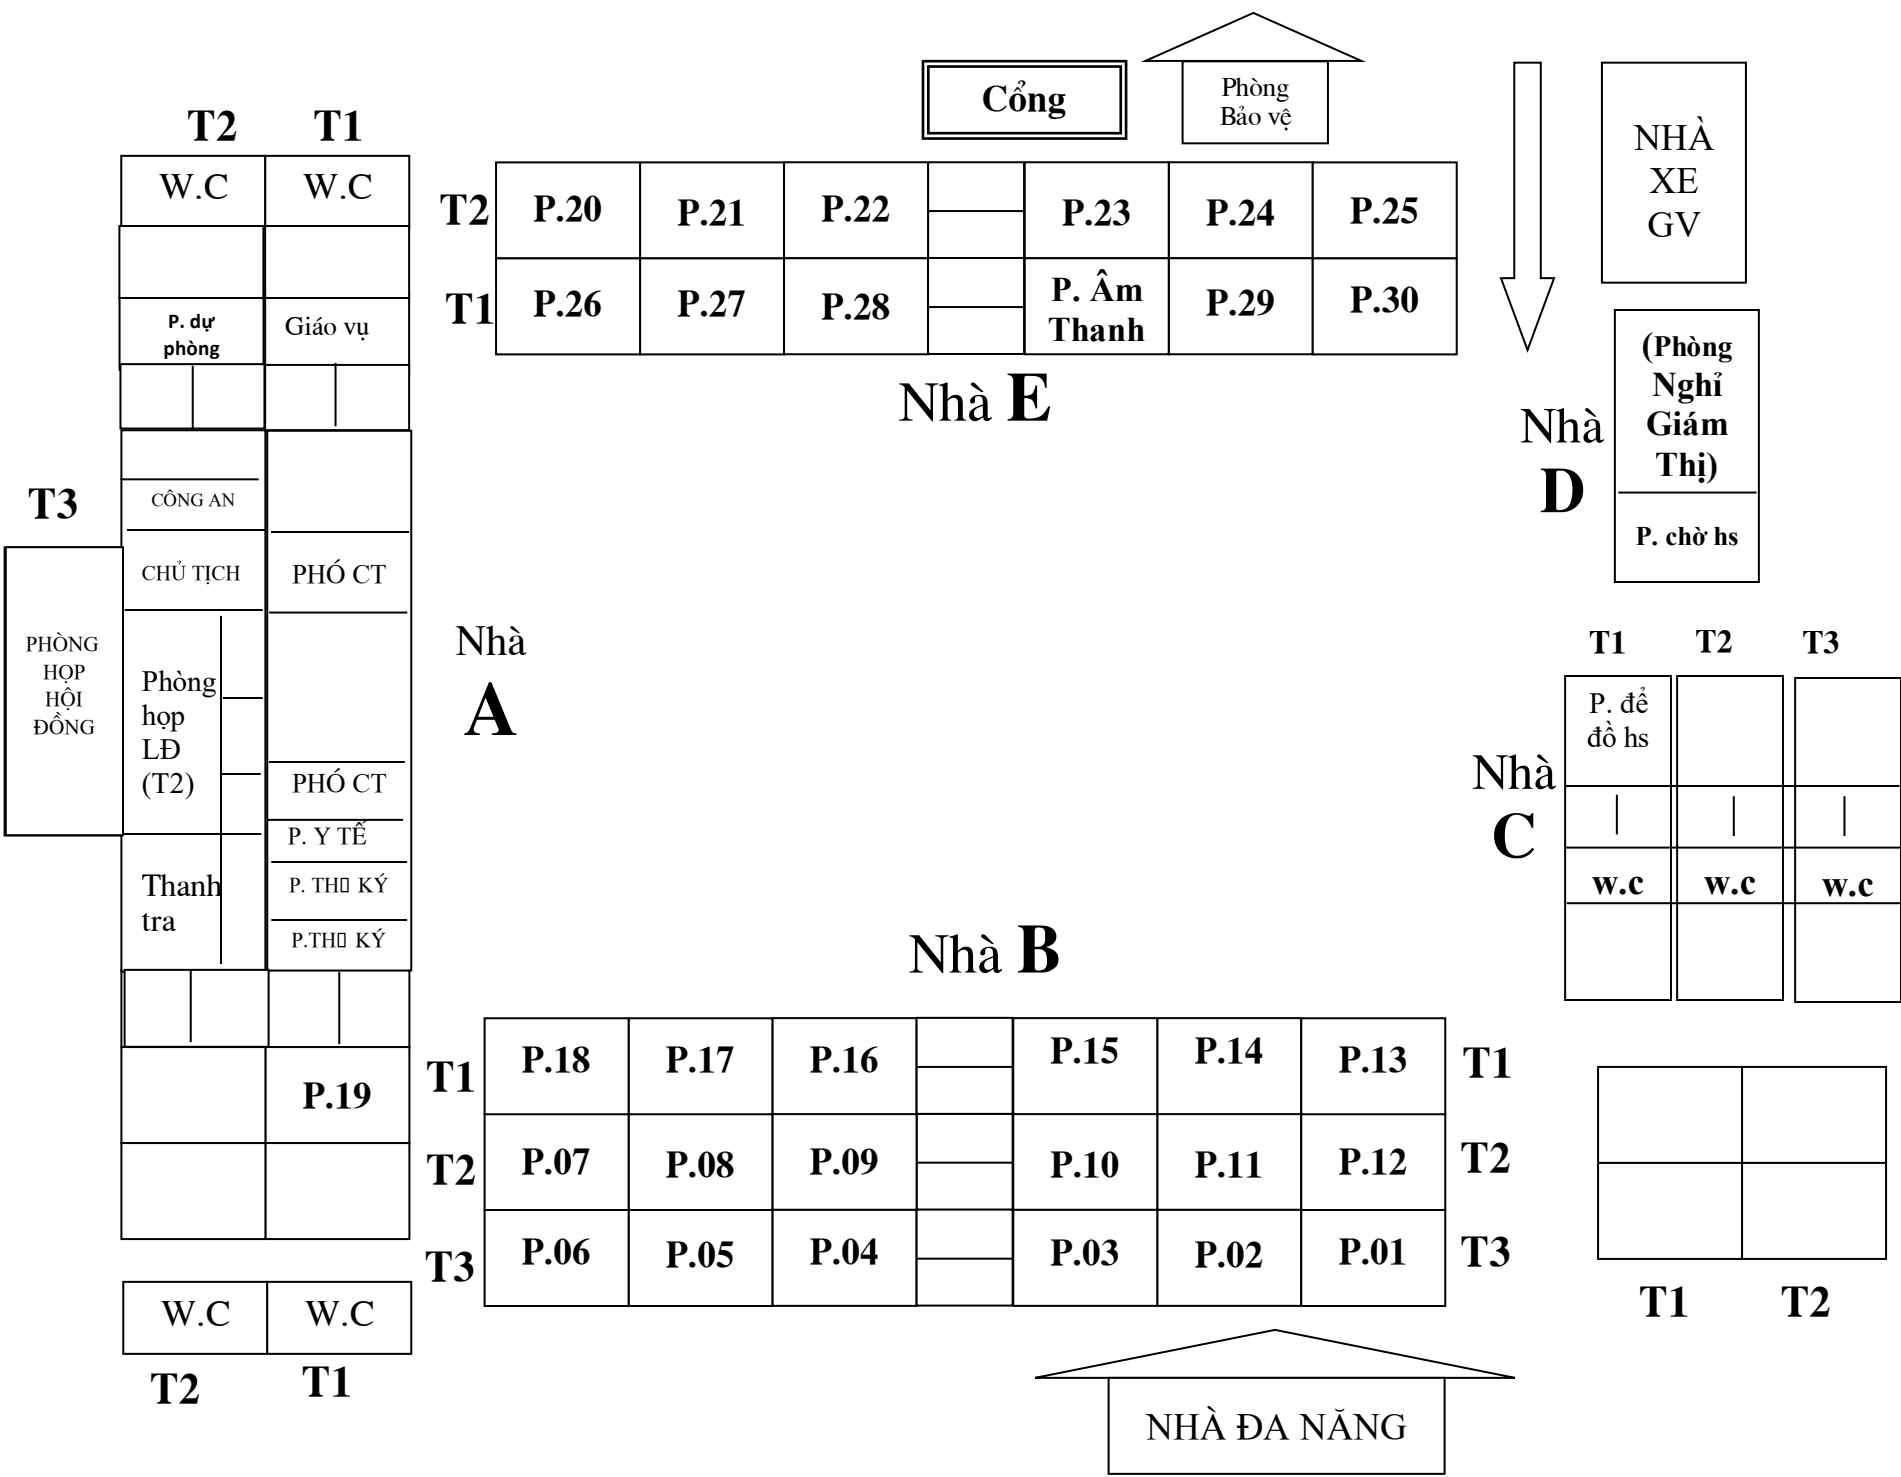 Cổng
Phòng
Bảo vệ
NHÀ
XE
GV
T2 T1
W.C W.C
P. dự
phòng
Giáo vụ
T2 P.20 P.21 P.22 P.23 P.24 P.25
T1 P.26 P.27 P.28 P. Âm
Thanh
P.29 P.30
Nhà E
(Phòng
Nghỉ
Giám
Thị)
P. chờ hs
Nhà
D
T3
CÔNG AN
CHỦ TỊCH
PHÓ CT
PHÒNG
HỌP
HỘI
ĐỒNG
Phòng
họp
LĐ
(T2)
PHÓ CT
P. Y TẾ
Thanh
tra
P. TH□ KÝ
P.TH□ KÝ
Nhà
A
T1 T2 T3
P. để
đồ hs
Nhà
C
w.c w.c w.c
Nhà B
T1 P.18 P.17 P.16 P.15 P.14 P.13 T1
P.19
T2 P.07 P.08 P.09 P.10 P.11 P.12 T2
T3 P.06 P.05 P.04 P.03 P.02 P.01 T3
T1 T2
W.C W.C
T2 T1
NHÀ ĐA NĂNG